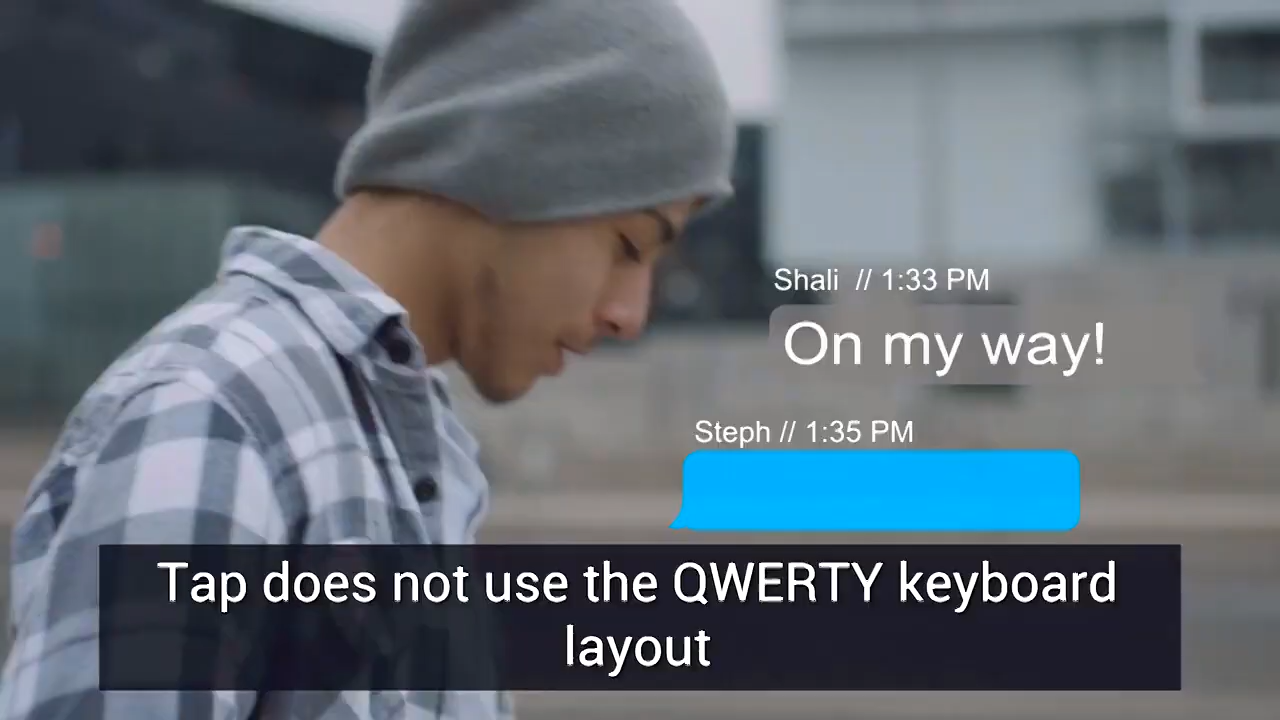 Shali // 1:33 PM
On my way!
Steph // 1:35 PM
Tap does not use the QWERTY keyboard
layout